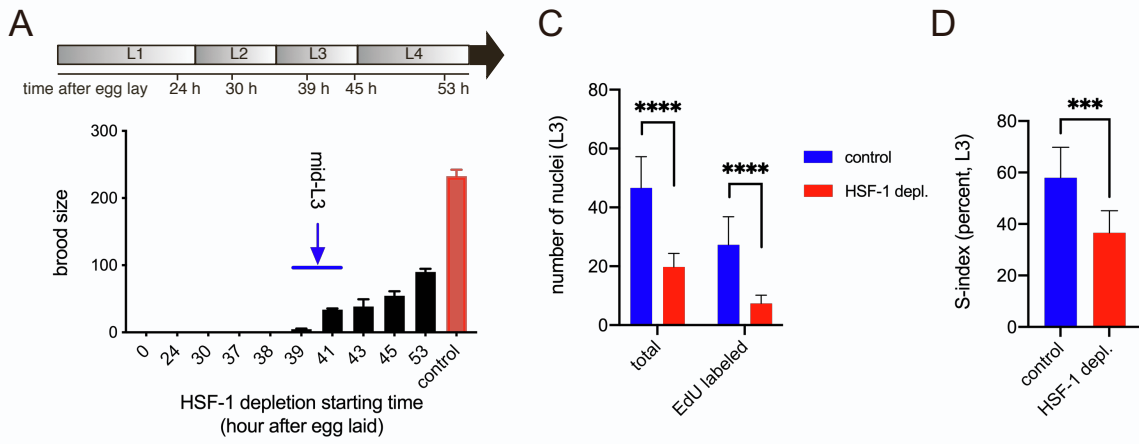 A
L1 L2 L3 L4
time after egg lay 24 h 30 h 39 h 45 h 53 h
brood size
300
200
100
0
mid-L3
0 24 30 37 38 39 41 43 45 53 control
HSF-1 depletion starting time
(hour after egg laid)
C
number of nuclei (L3)
80
60
40
20
0
****
****
total
EdU labeled
control
HSF-1 depl.
D
S-index (percent, L3)
80
60
40
20
0
***
control
HSF-1 depl.